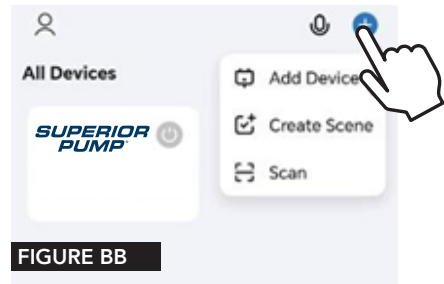 All Devices
SUPERIOR
PUMP
Add Device
Create Scene
Scan
FIGURE BB